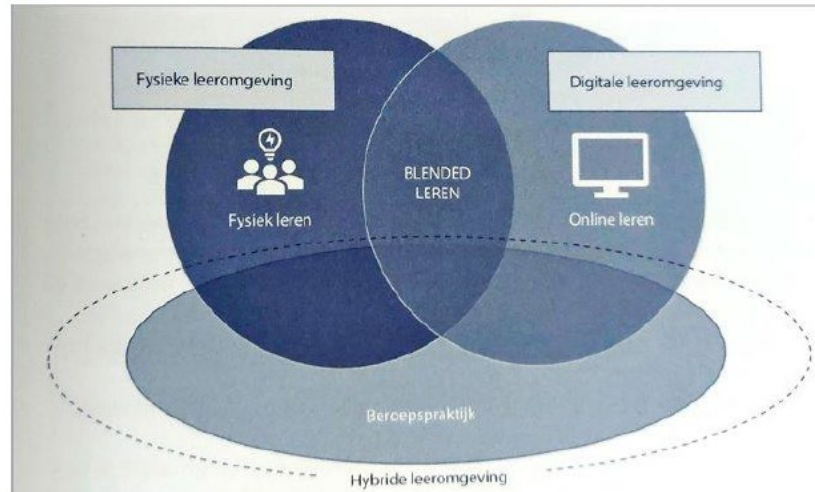 Fysieke leeromgeving
Digitale leeromgeving
BLENDED
LEREN
Fysiek leren
Online leren
Beroepspraktijk
Hybride leeromgeving